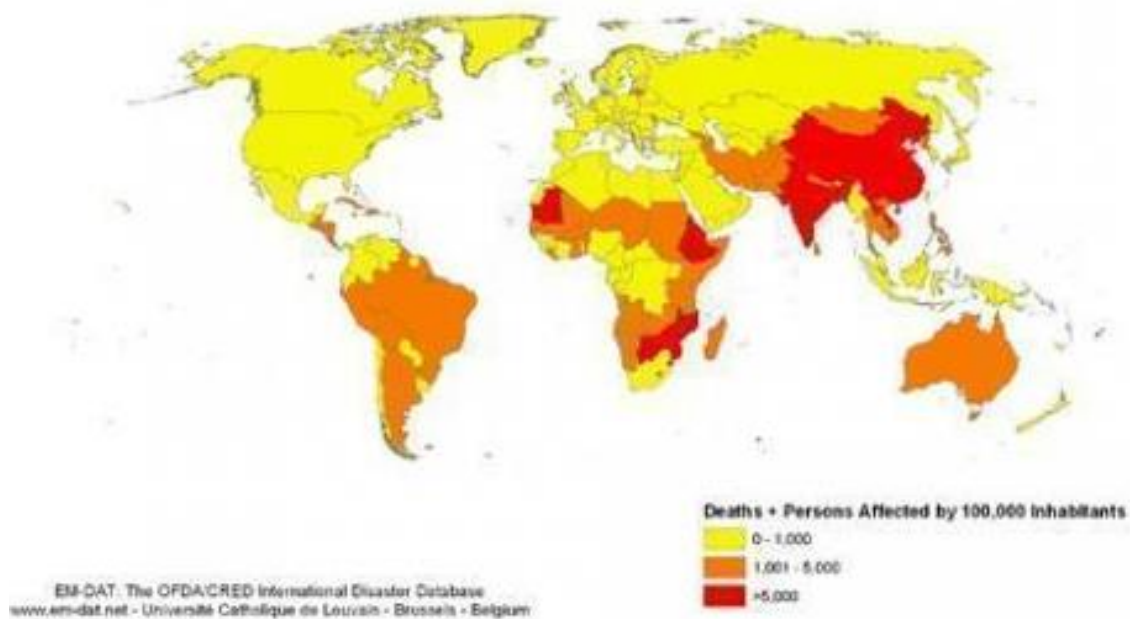 Deaths + Persons Affected by 100,000 Inhabitants
0 - 1,000
1,001 - 5,000
>5,000
EM-DAT: The OFDA/CRED International Disaster Database
www.em-dat.net - Université Catholique de Louvain - Brussels - Belgium